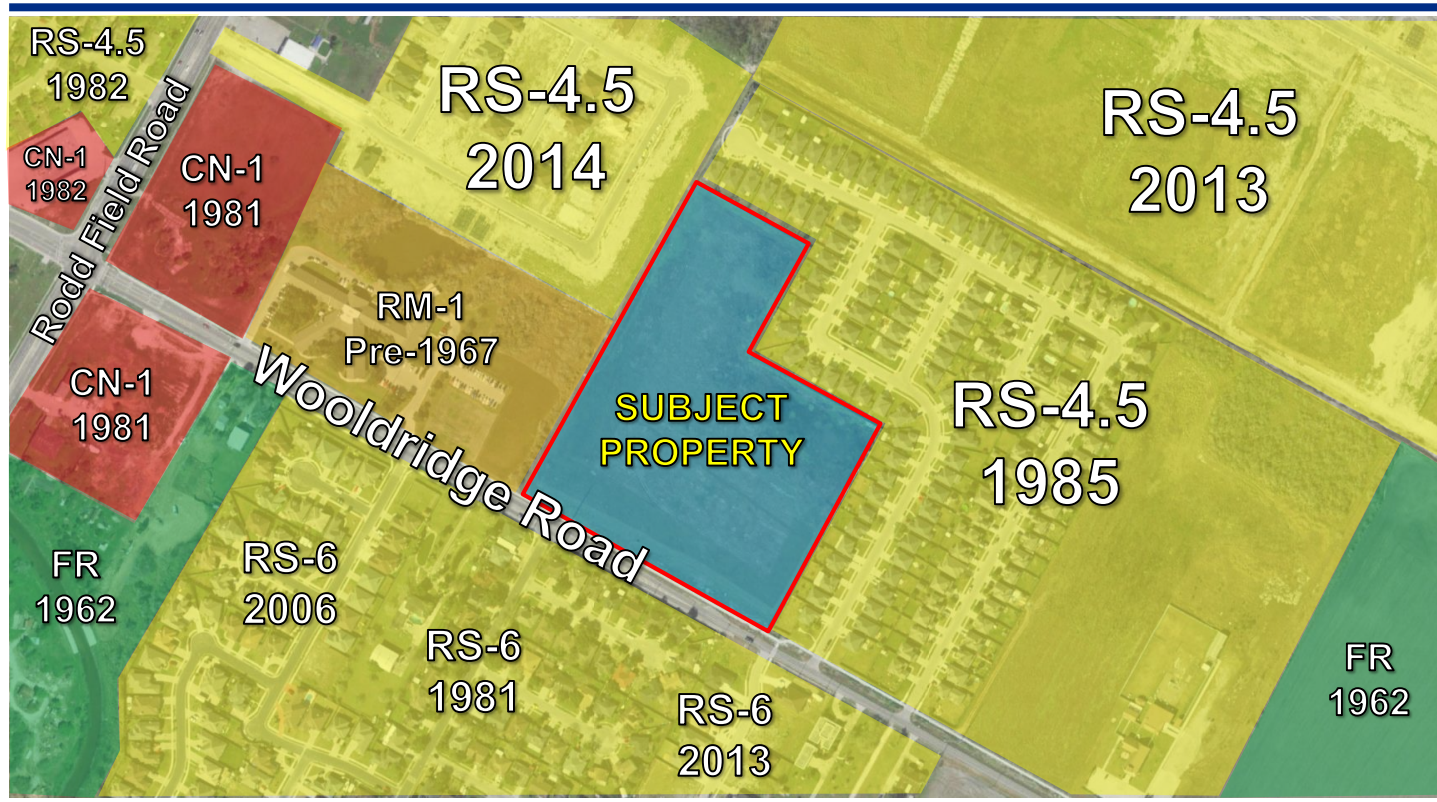 RS-4.5
1982
CN-1
1982
Rodd Field Road
CN-1
1981
RS-4.5
2014
RS-4.5
2013
RM-1
Pre-1967
CN-1
1981
Wooldridge Road
SUBJECT
PROPERTY
RS-4.5
1985
FR
1962
RS-6
2006
RS-6
1981
RS-6
2013
FR
1962